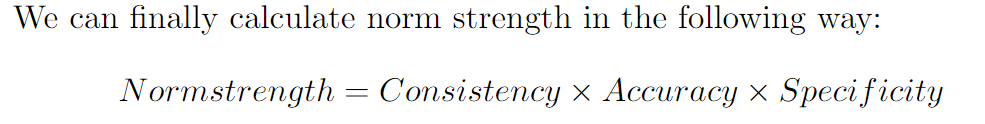 We can finally calculate norm strength in the following way:
Normstrength = Consistency × Accuracy × Specificity